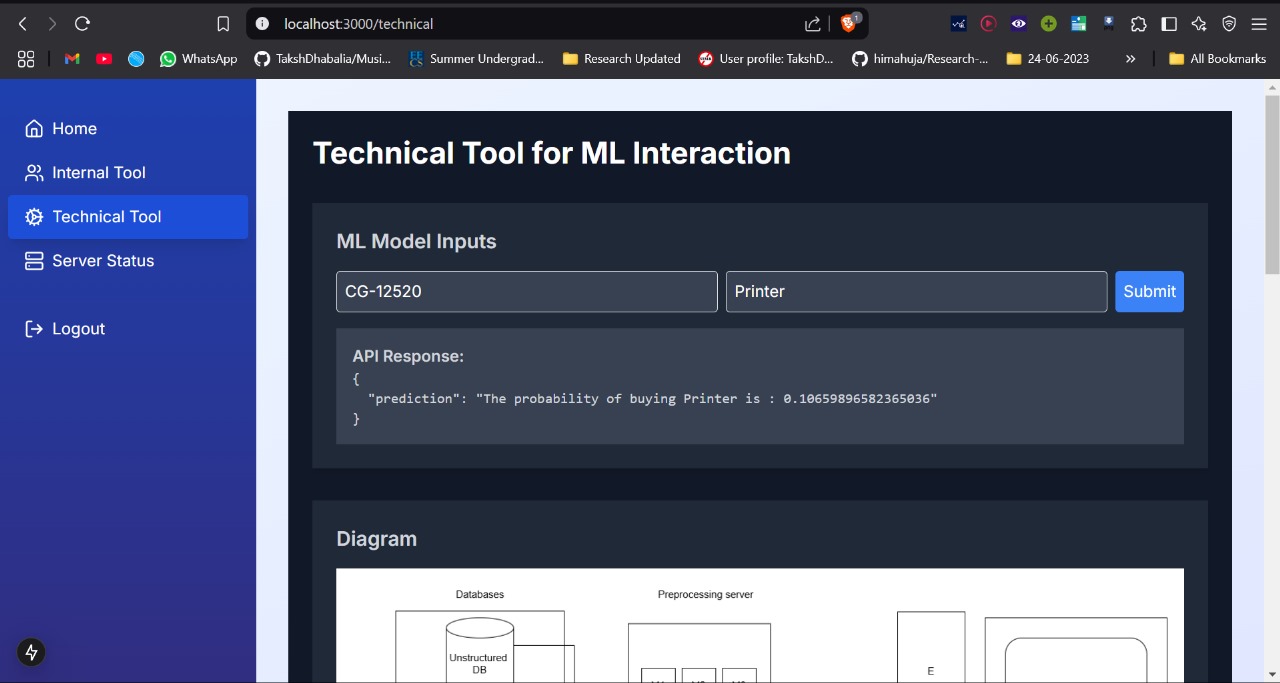 localhost:3000/technical
1
WhatsApp
TakshDhabalia/Musi...
EE
CS
Summer Undergrad...
Research Updated
User profile: TakshD...
himahuja/Research-...
24-06-2023
»
All Bookmarks
Home
Internal Tool
Technical Tool
Server Status
Logout
Technical Tool for ML Interaction
ML Model Inputs
CG-12520
Printer
Submit
API Response:
{
"prediction": "The probability of buying Printer is : 0.10659896582365036"
}
Diagram
Databases
Preprocessing server
Unstructured
DB
E